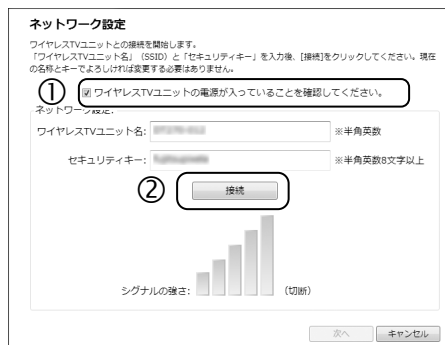 ネットワーク設定
ワイヤレスTVユニットとの接続を開始します。
「ワイヤレスTVユニット名」（SSID）と「セキュリティキー」を入力後、[接続]をクリックしてください。現在
の名称とキーでよろしければ変更する必要はありません。
① ワイヤレスTVユニットの電源が入っていることを確認してください。
ネットワーク設定:
ワイヤレスTVユニット名: ※半角英数
セキュリティキー: ※半角英数8文字以上
② 接続
シグナルの強さ: （切断）
次へ キャンセル